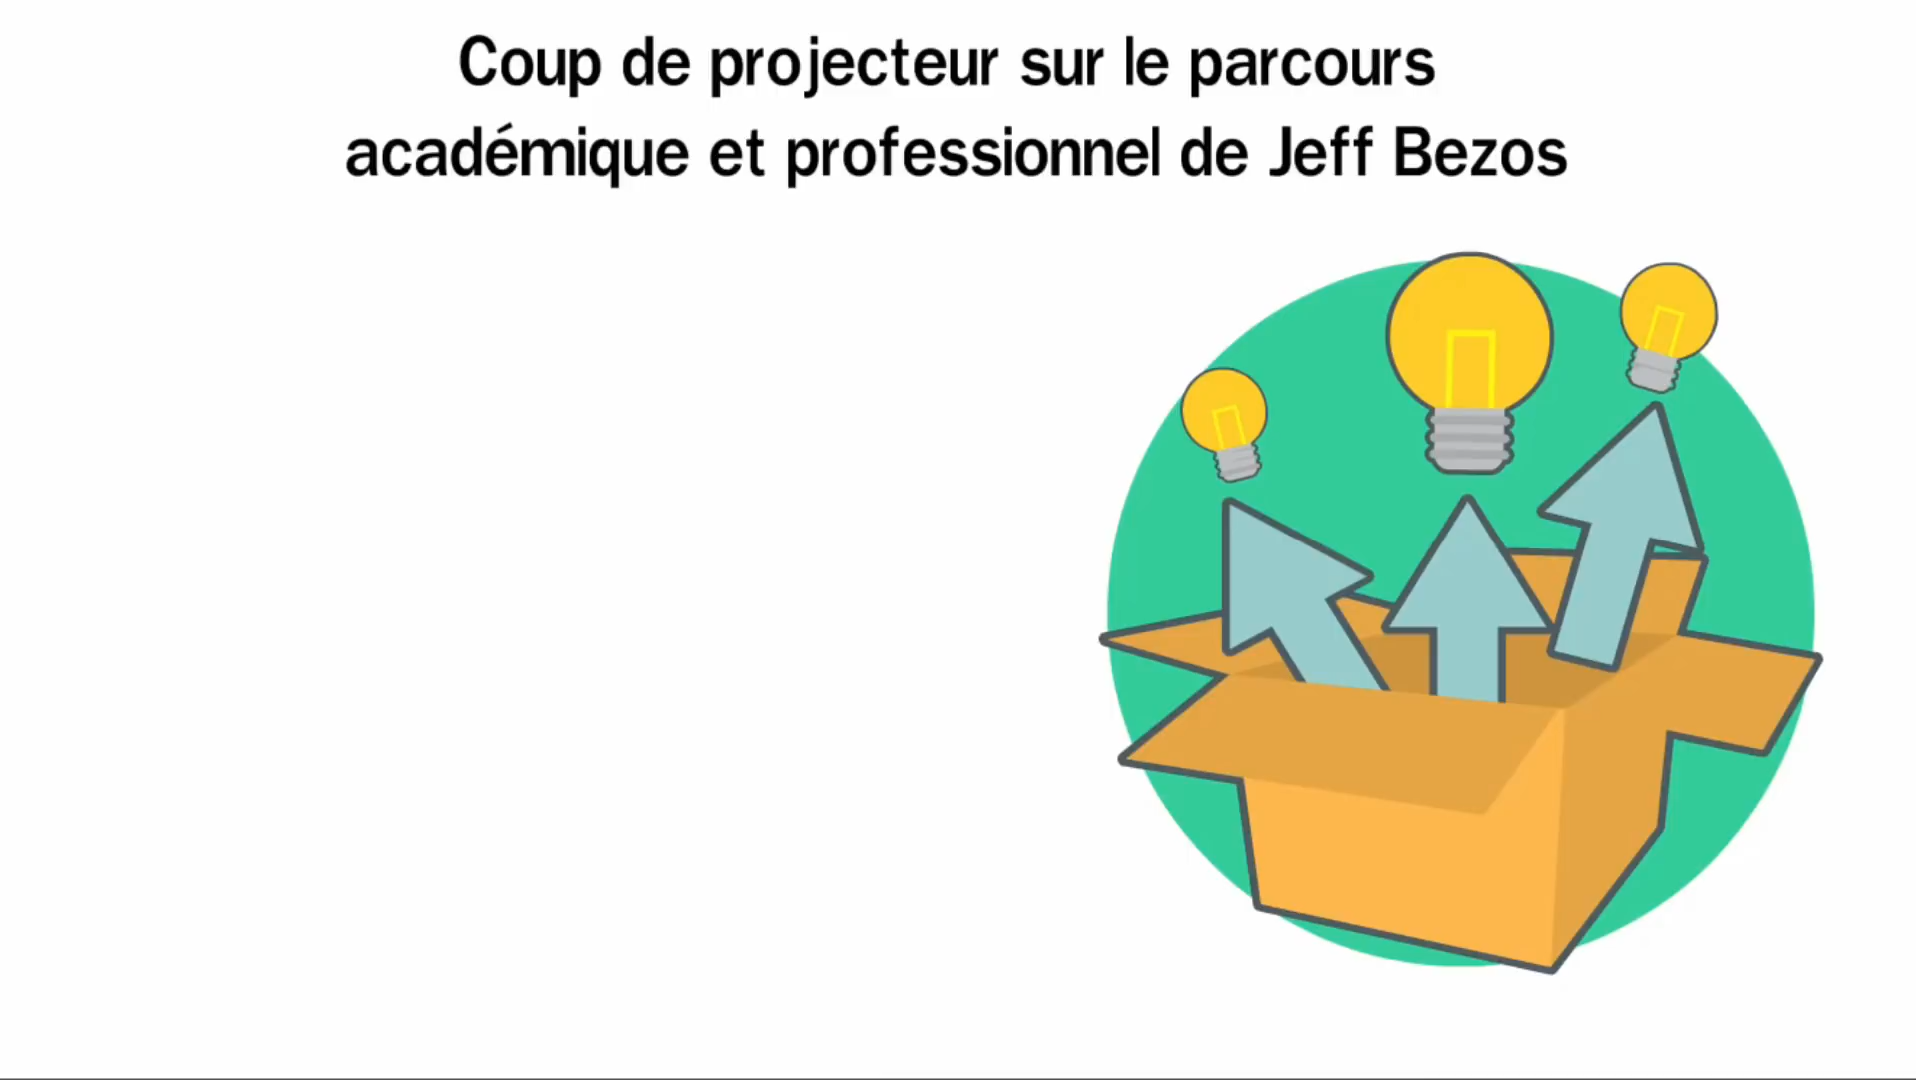 Coup de projecteur sur le parcours
académique et professionnel de Jeff Bezos